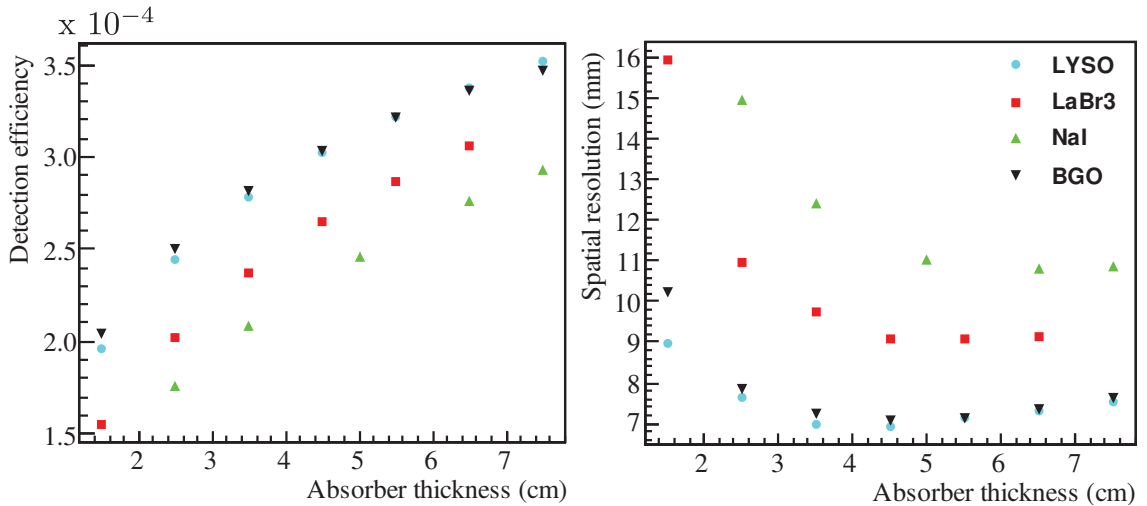 x 10⁻⁴
Detection efficiency
3.5
3.0
2.5
2.0
1.5
2 3 4 5 6 7
Absorber thickness (cm)
Spatial resolution (mm)
16
15
14
13
12
11
10
9
8
7
2 3 4 5 6 7
Absorber thickness (cm)
LYSO
LaBr3
NaI
BGO